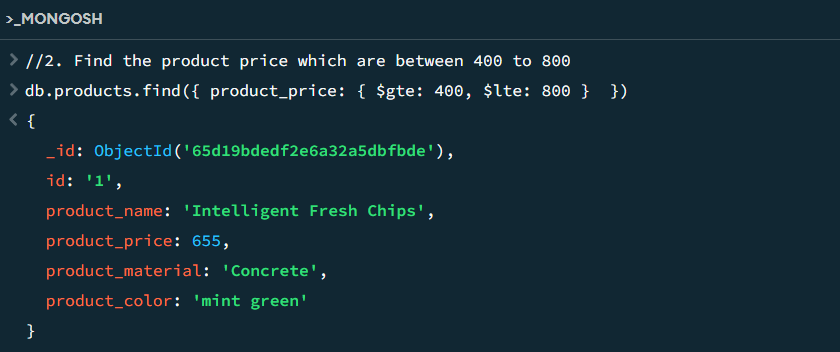 >_MONGOSH
> //2. Find the product price which are between 400 to 800
> db.products.find({ product_price: { $gte: 400, $lte: 800 }  })
< {
_id: ObjectId('65d19bdedf2e6a32a5dbfbde'),
id: '1',
product_name: 'Intelligent Fresh Chips',
product_price: 655,
product_material: 'Concrete',
product_color: 'mint green'
}